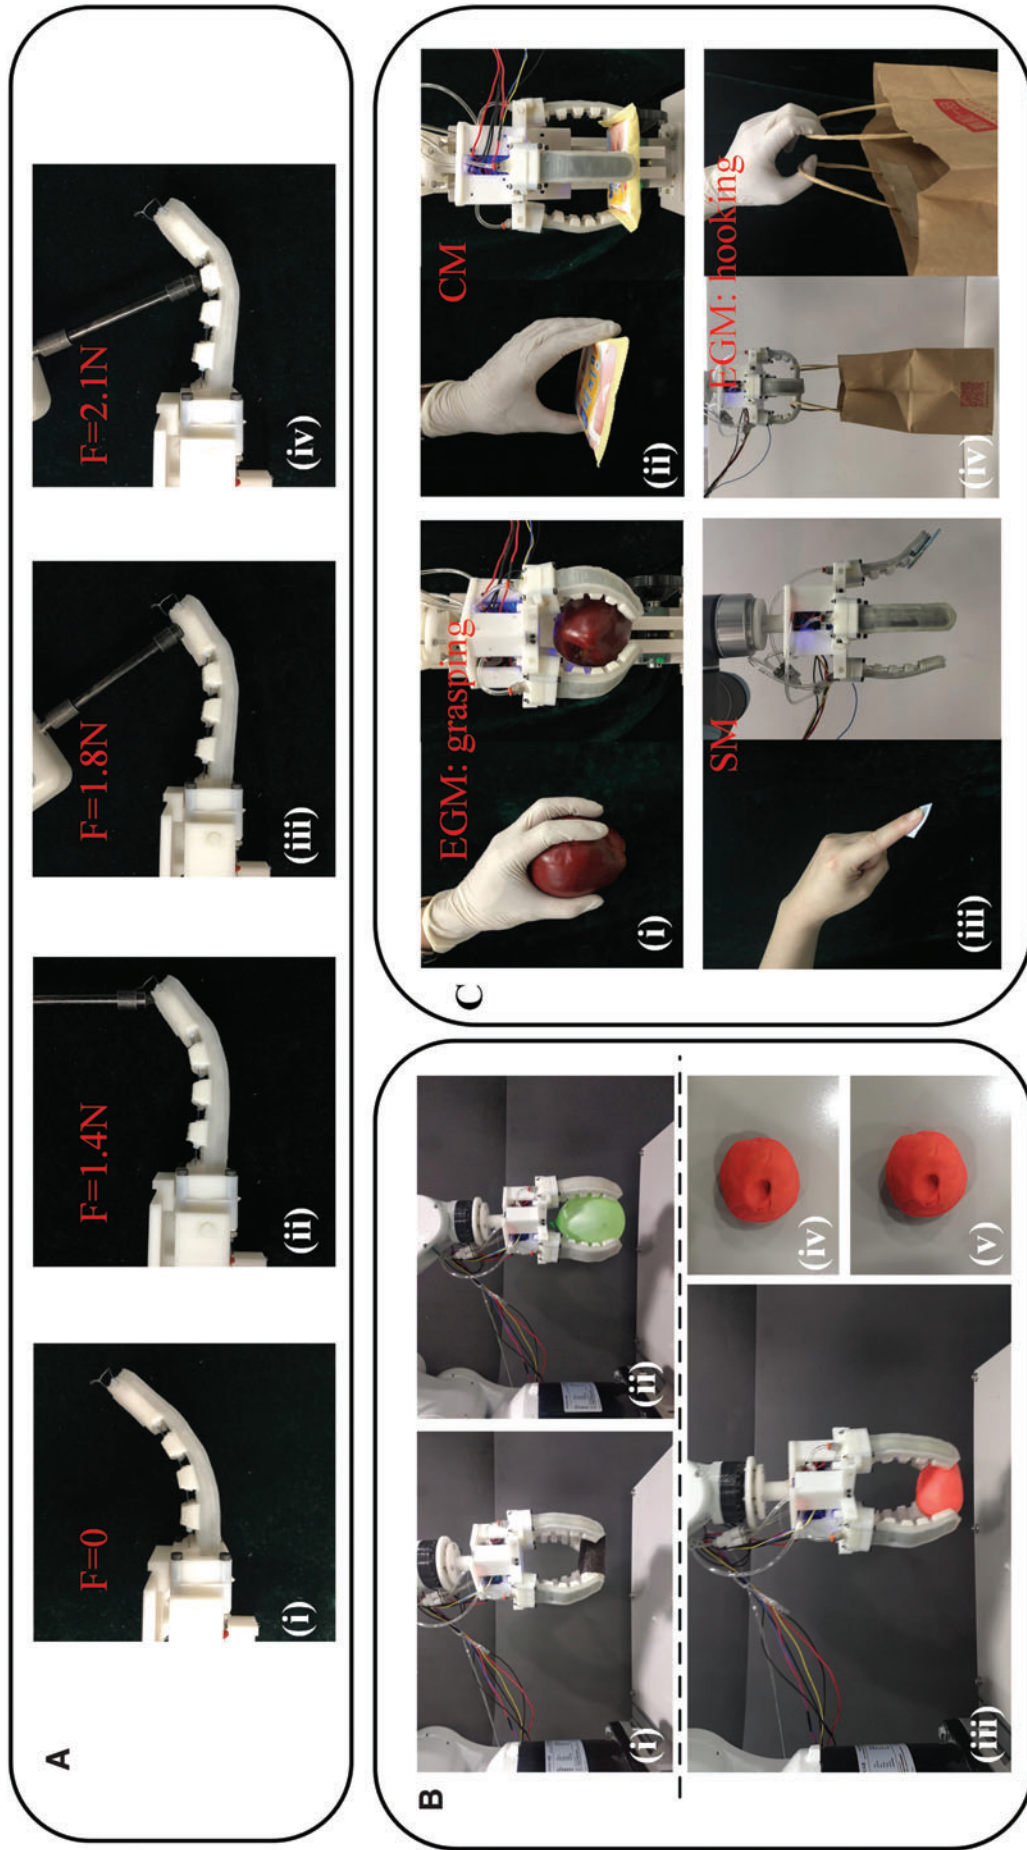 A
F=0
(i)
F=1.4N
(ii)
F=1.8N
(iii)
F=2.1N
(iv)
B
(i)
(ii)
(iii)
(iv)
(v)
C
EGM: grasping
(i)
CM
(ii)
SM
(iii)
EGM: hooking
(iv)